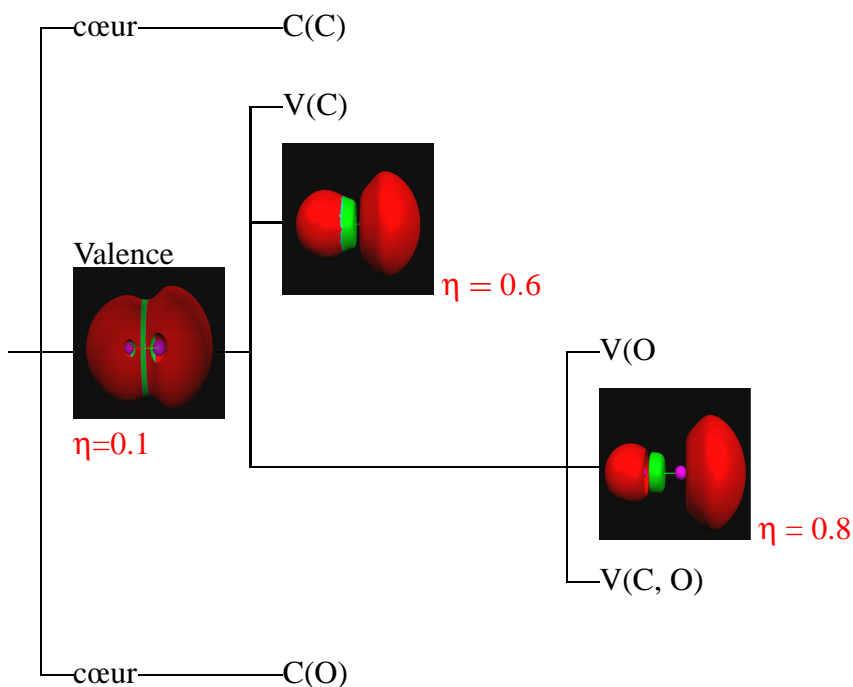 cœur C(C)
V(C)
Valence
η = 0.6
V(O
η=0.1
η = 0.8
V(C, O)
cœur C(O)